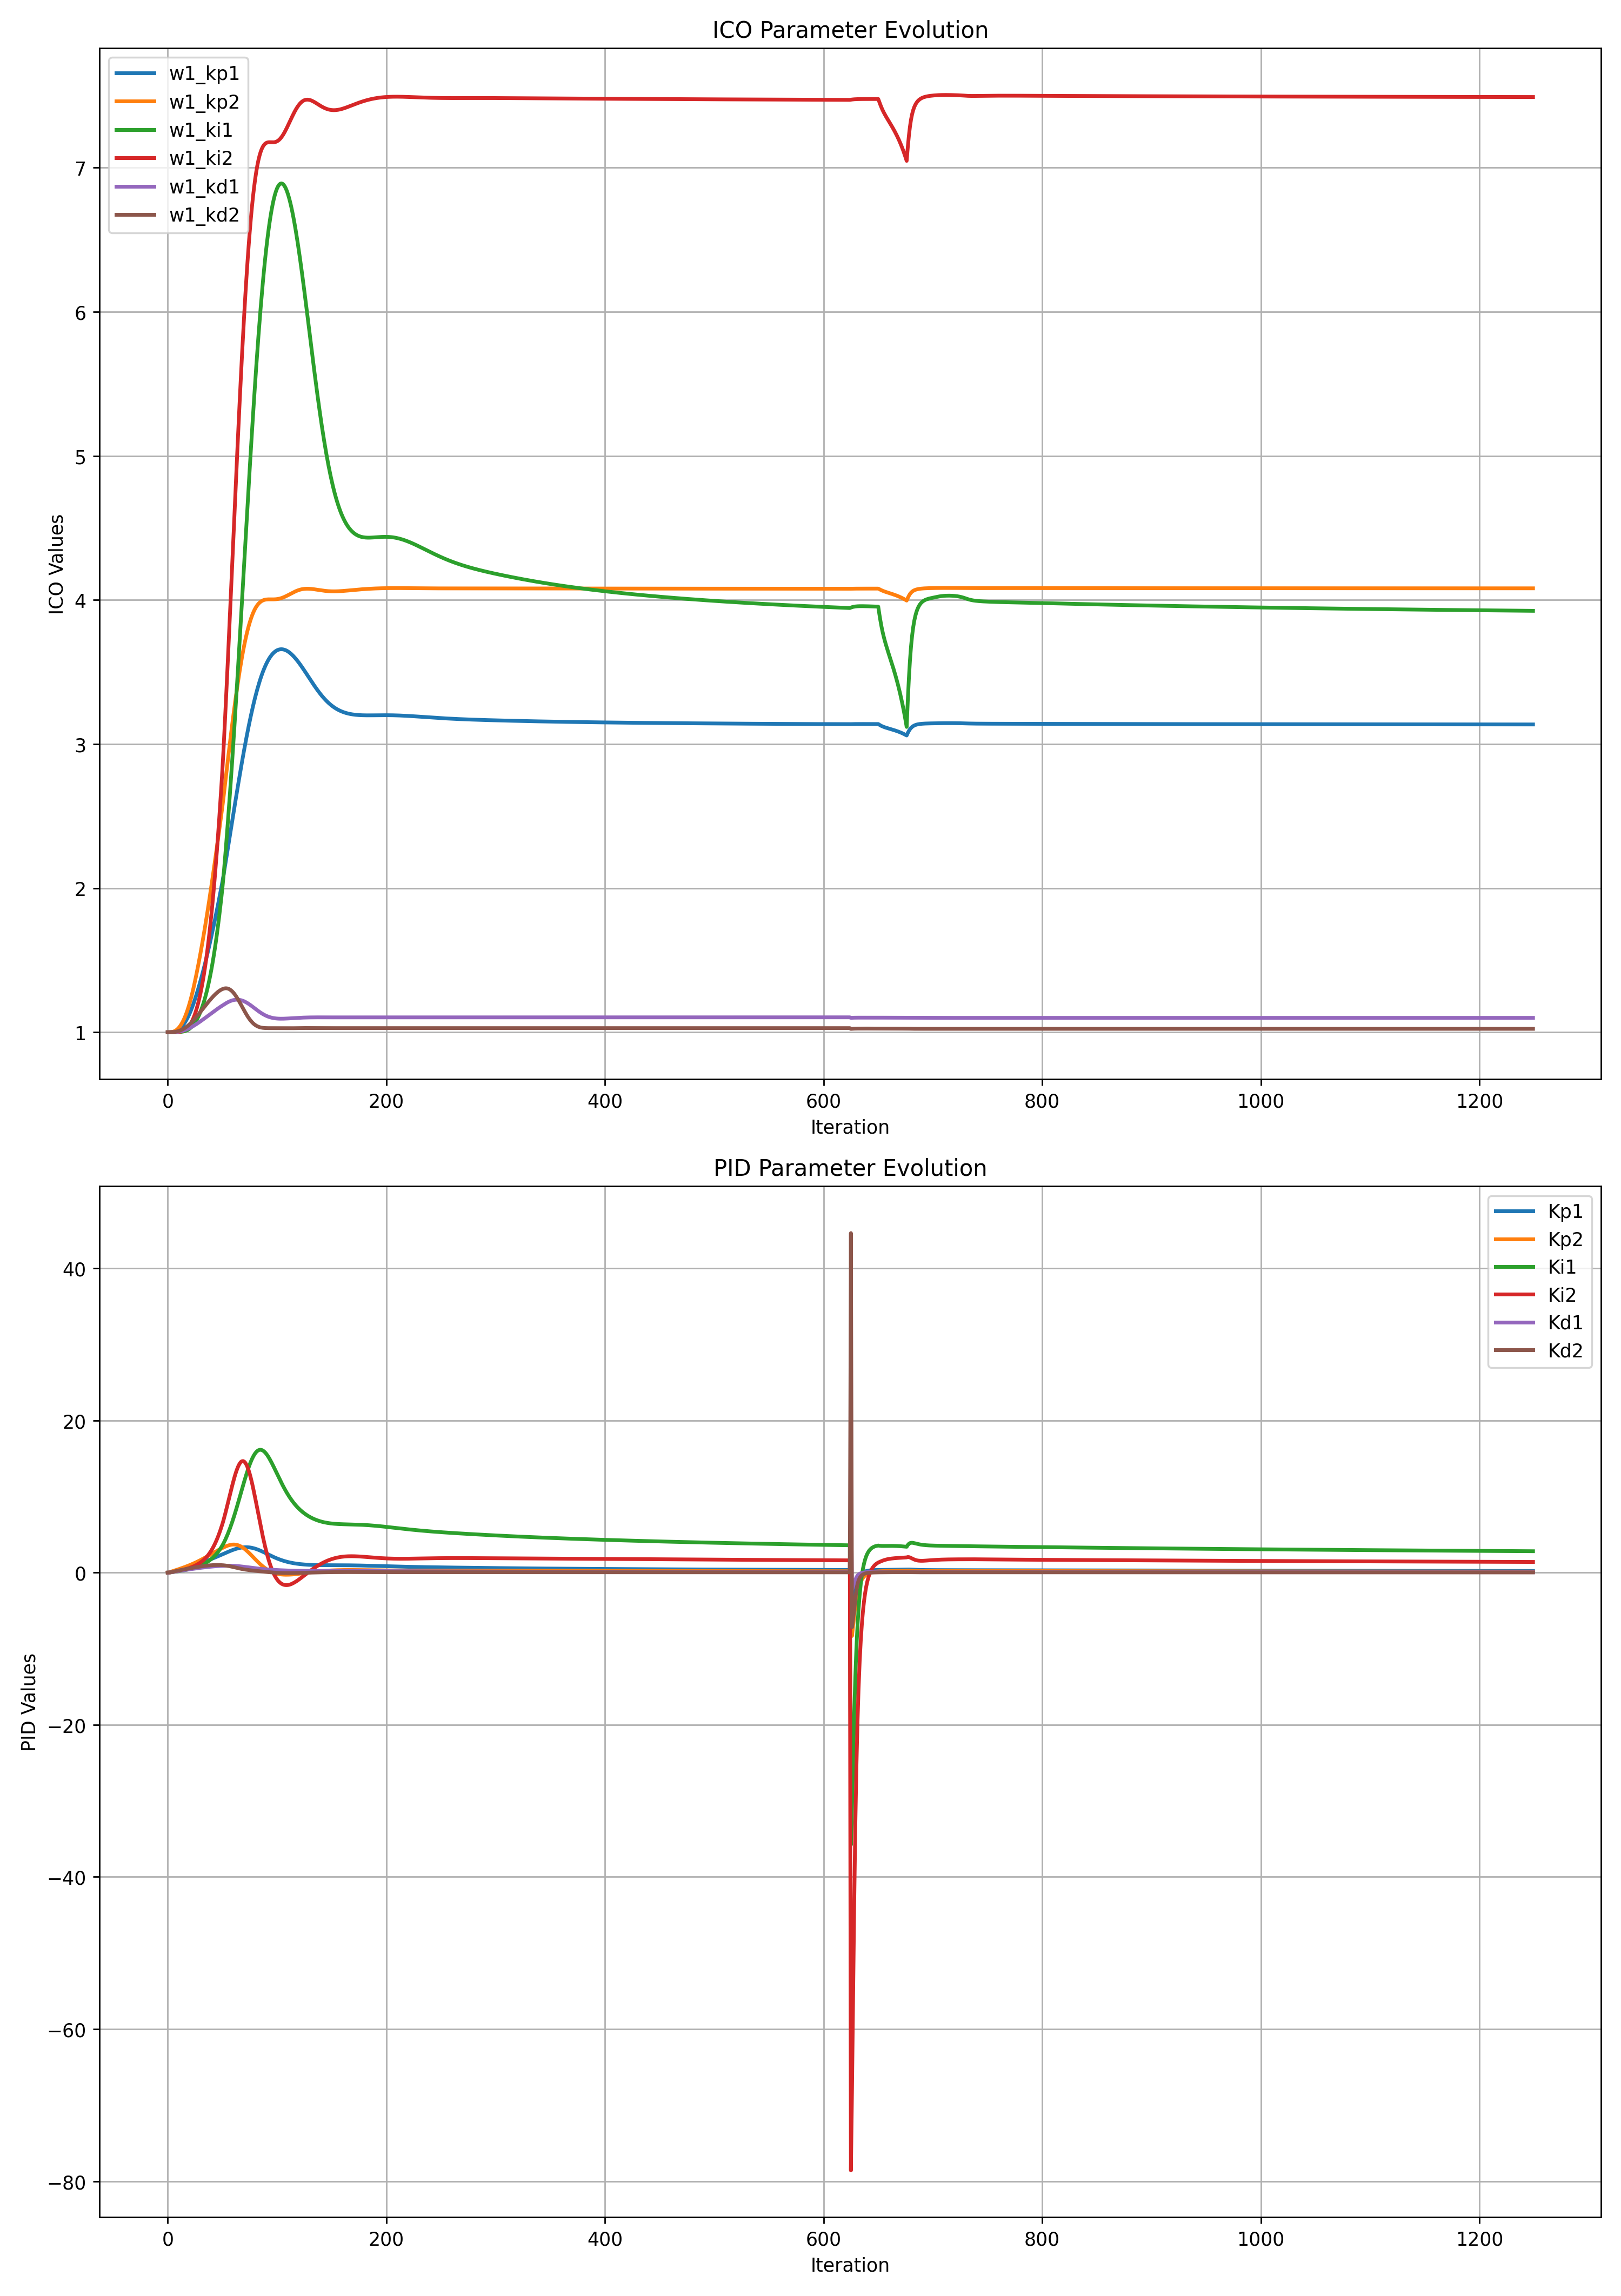 ICO Parameter Evolution
w1_kp1
w1_kp2
w1_ki1
w1_ki2
w1_kd1
w1_kd2
ICO Values
7
6
5
4
3
2
1
0 200 400 600 800 1000 1200
Iteration
PID Parameter Evolution
Kp1
Kp2
Ki1
Ki2
Kd1
Kd2
PID Values
40
20
0
−20
−40
−60
−80
0 200 400 600 800 1000 1200
Iteration